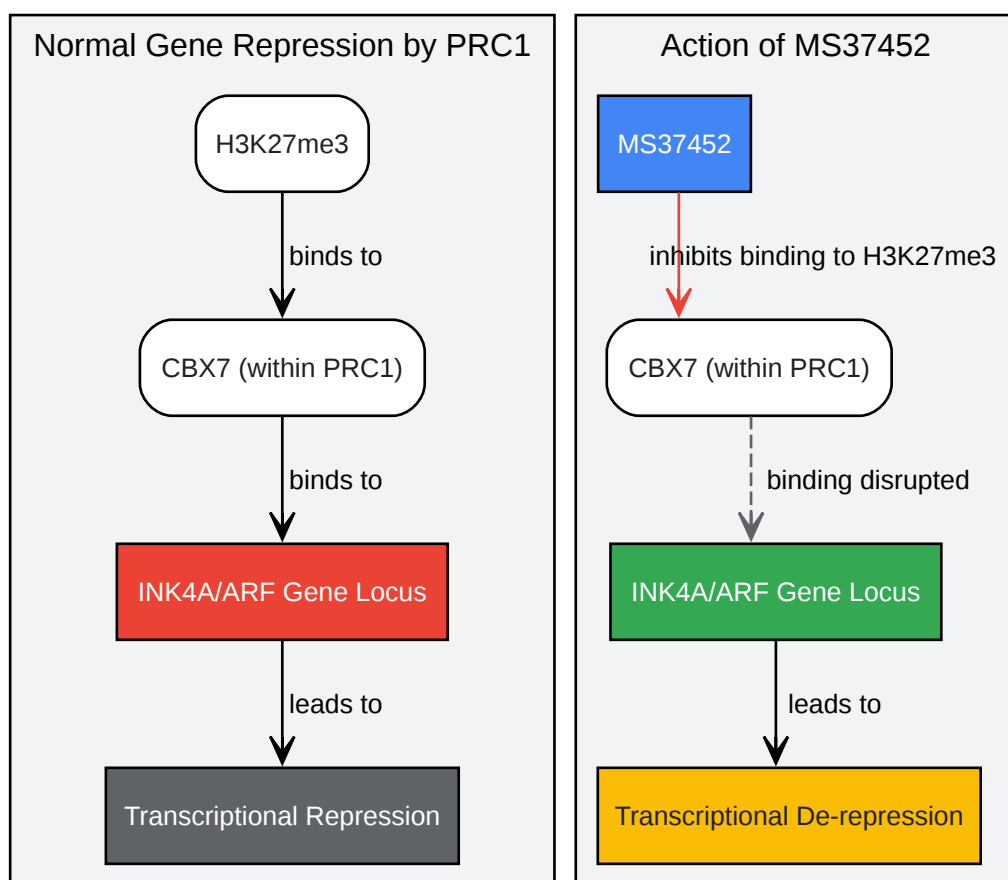 Normal Gene Repression by PRC1
H3K27me3
binds to
CBX7 (within PRC1)
binds to
INK4A/ARF Gene Locus
leads to
Transcriptional Repression
Action of MS37452
MS37452
inhibits binding to H3K27me3
CBX7 (within PRC1)
binding disrupted
INK4A/ARF Gene Locus
leads to
Transcriptional De-repression